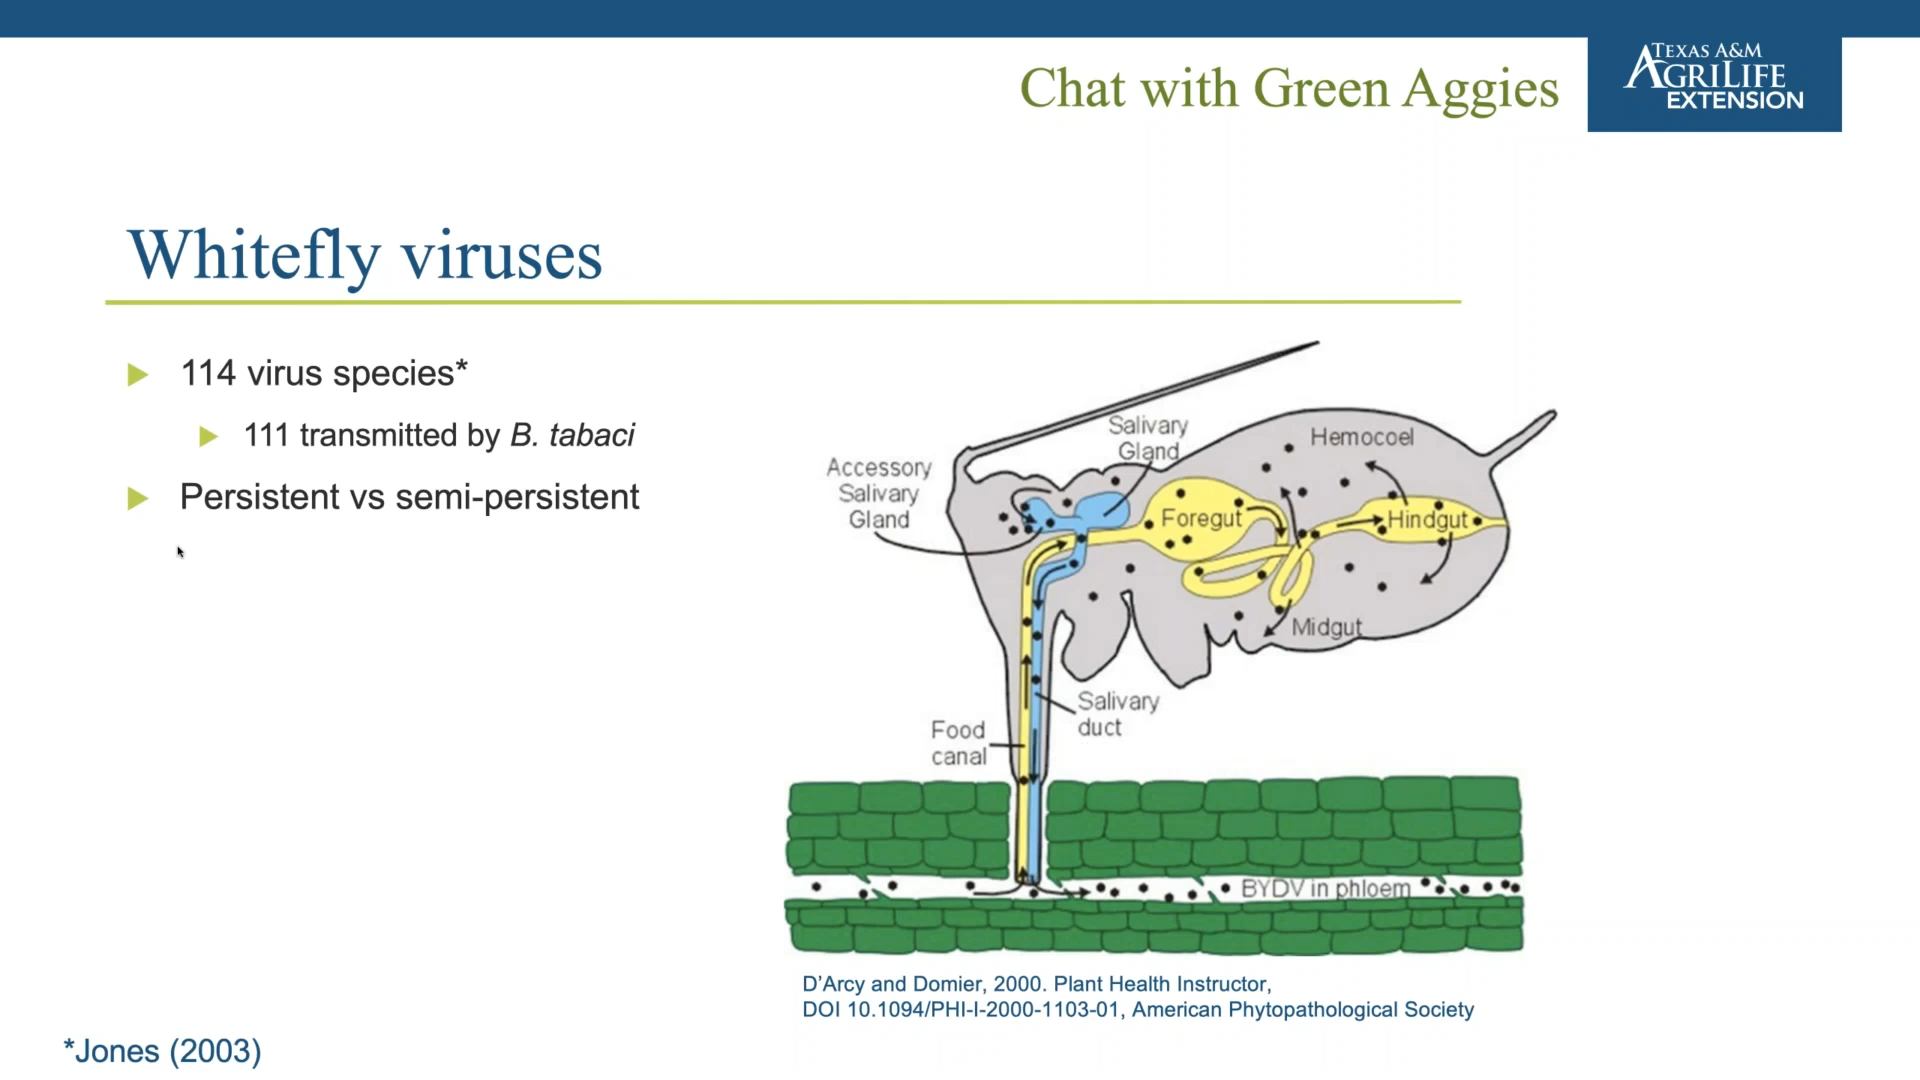 Chat with Green Aggies
TEXAS A&M
AGRILIFE
EXTENSION
Whitefly viruses
114 virus species*
111 transmitted by B. tabaci
Persistent vs semi-persistent
Salivary
Gland
Hemocoel
Accessory
Salivary
Gland
Foregut
Hindgut
Midgut
Salivary
duct
Food
canal
BYDV in phloem
D’Arcy and Domier, 2000. Plant Health Instructor,
DOI 10.1094/PHI-I-2000-1103-01, American Phytopathological Society
*Jones (2003)